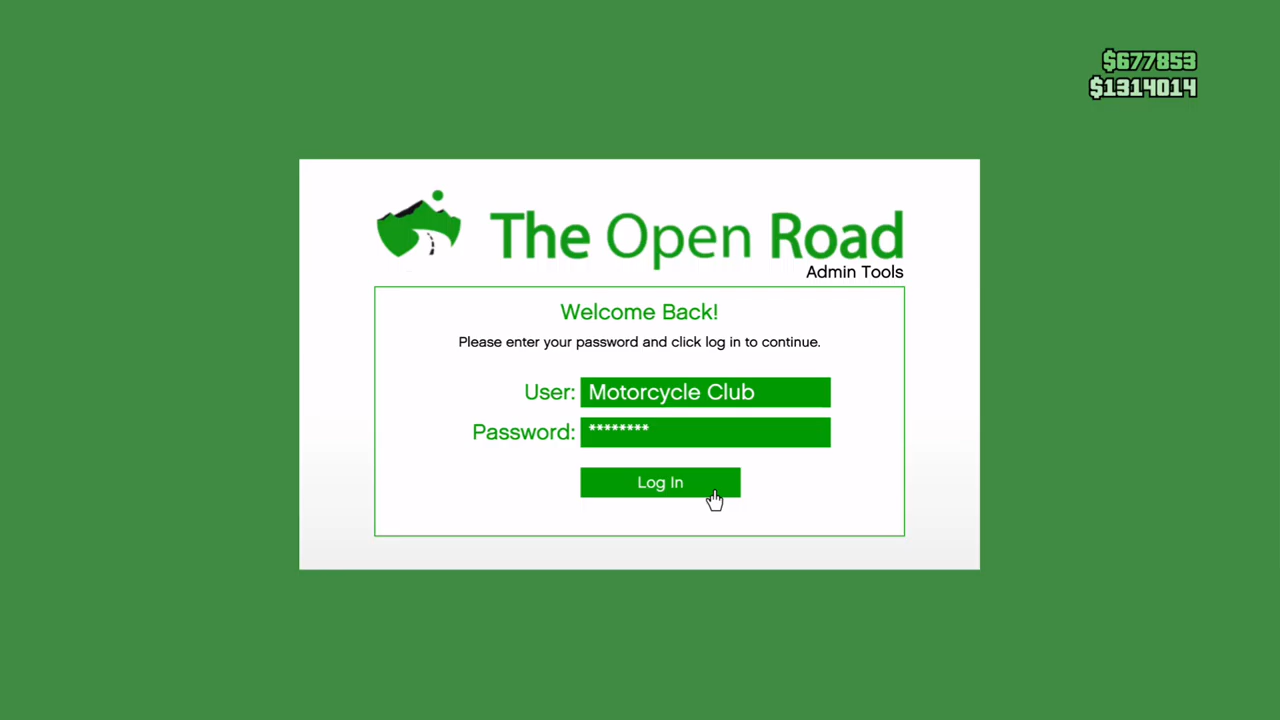 $677853
$1314014
The Open Road
Admin Tools
Welcome Back!
Please enter your password and click log in to continue.
User: Motorcycle Club
Password: ********
Log In